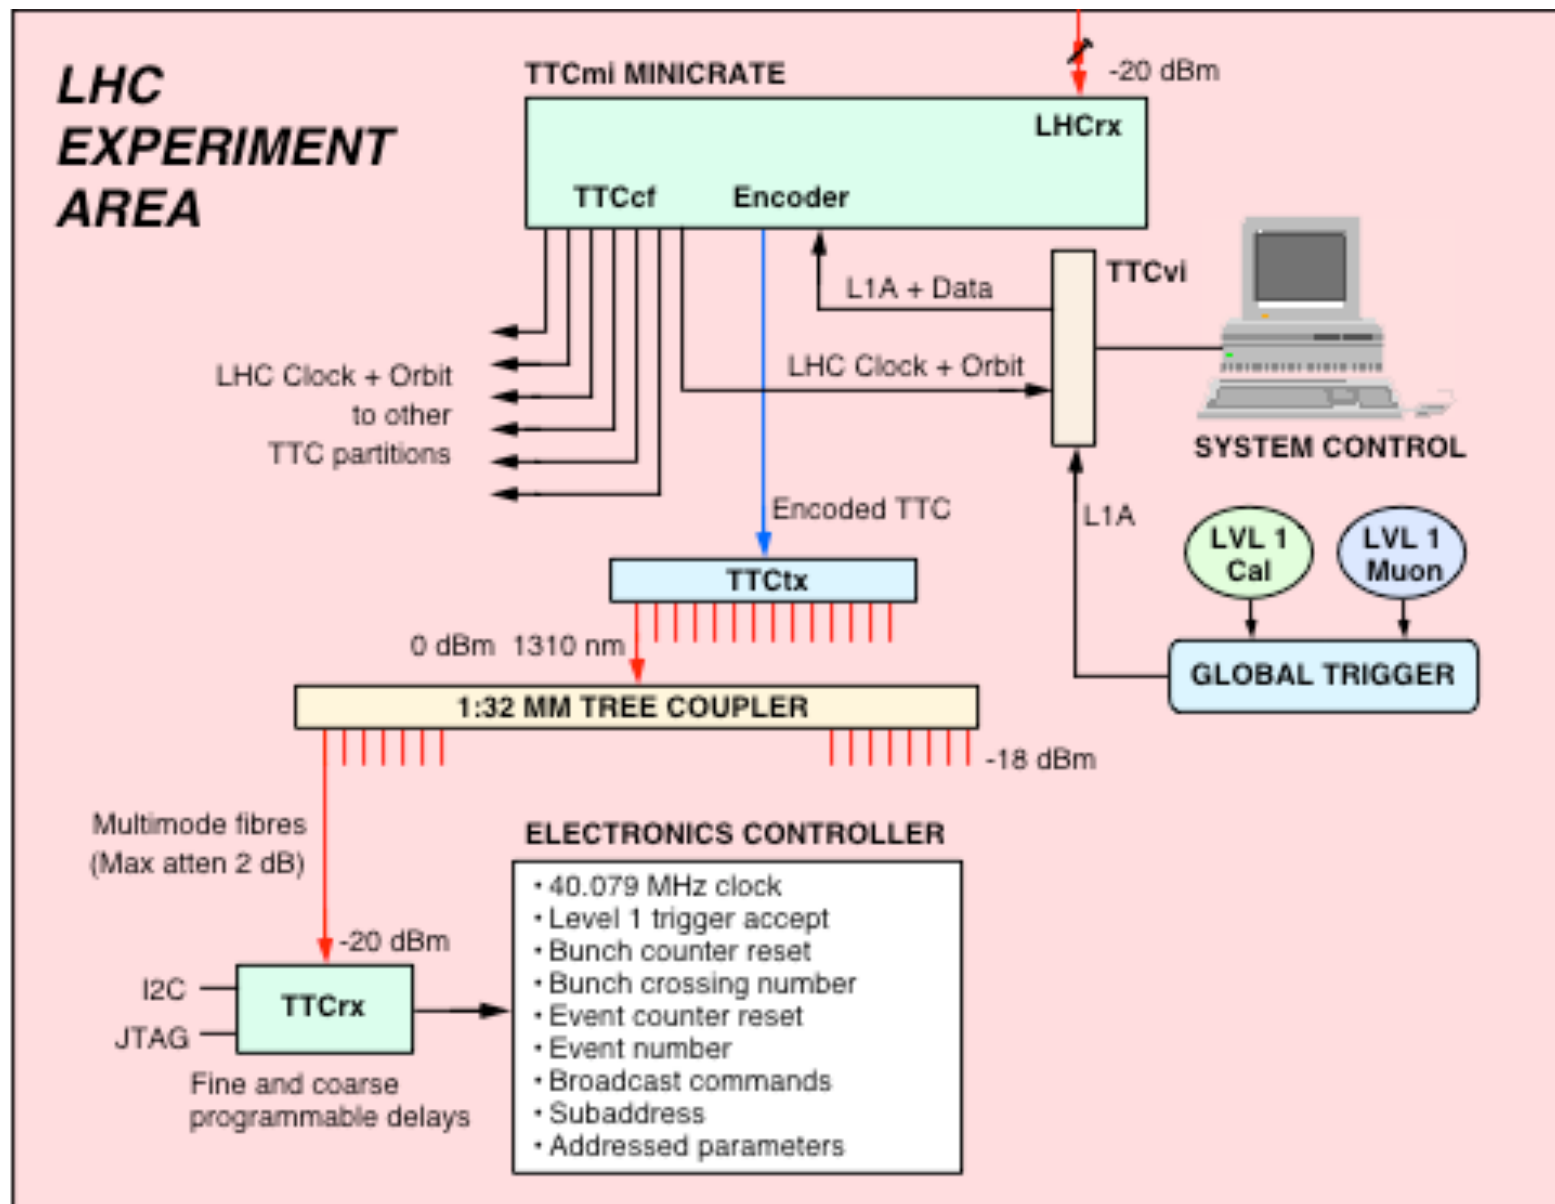 LHC
EXPERIMENT
AREA
TTCmi MINICRATE
-20 dBm
LHCrx
TTCcf
Encoder
TTCvi
L1A + Data
LHC Clock + Orbit
LHC Clock + Orbit
to other
TTC partitions
SYSTEM CONTROL
Encoded TTC
L1A
LVL 1
Cal
LVL 1
Muon
TTCtx
GLOBAL TRIGGER
0 dBm 1310 nm
1:32 MM TREE COUPLER
-18 dBm
Multimode fibres
(Max atten 2 dB)
-20 dBm
I2C
JTAG
TTCrx
Fine and coarse
programmable delays
ELECTRONICS CONTROLLER
• 40.079 MHz clock
• Level 1 trigger accept
• Bunch counter reset
• Bunch crossing number
• Event counter reset
• Event number
• Broadcast commands
• Subaddress
• Addressed parameters